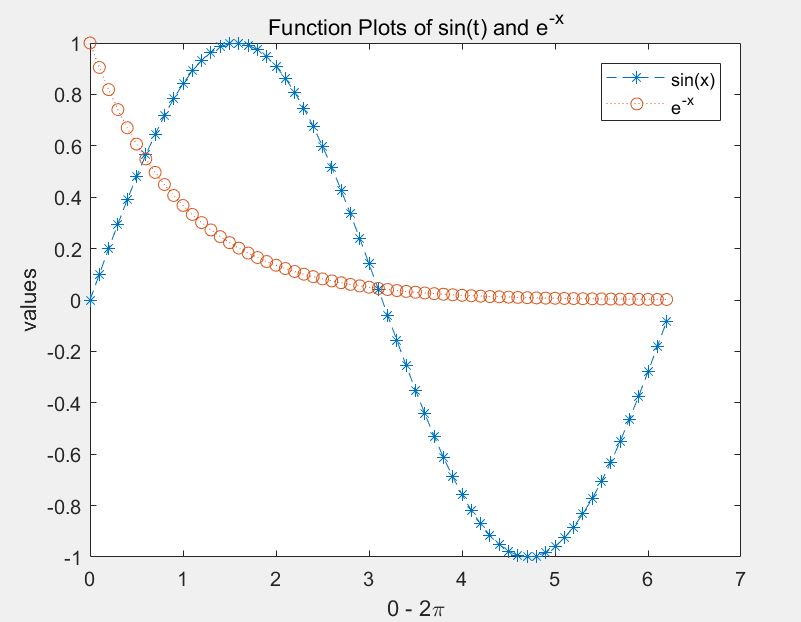 Function Plots of sin(t) and e^-x
1
0.8
0.6
0.4
0.2
0
-0.2
-0.4
-0.6
-0.8
-1
values
sin(x)
e^-x
0 1 2 3 4 5 6 7
0 - 2π